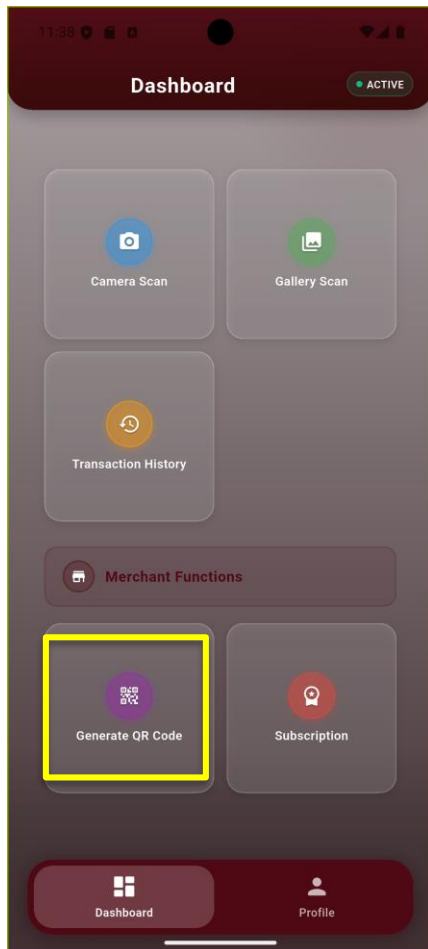 11:38
Dashboard
ACTIVE
Camera Scan
Gallery Scan
Transaction History
Merchant Functions
Generate QR Code
Subscription
Dashboard
Profile